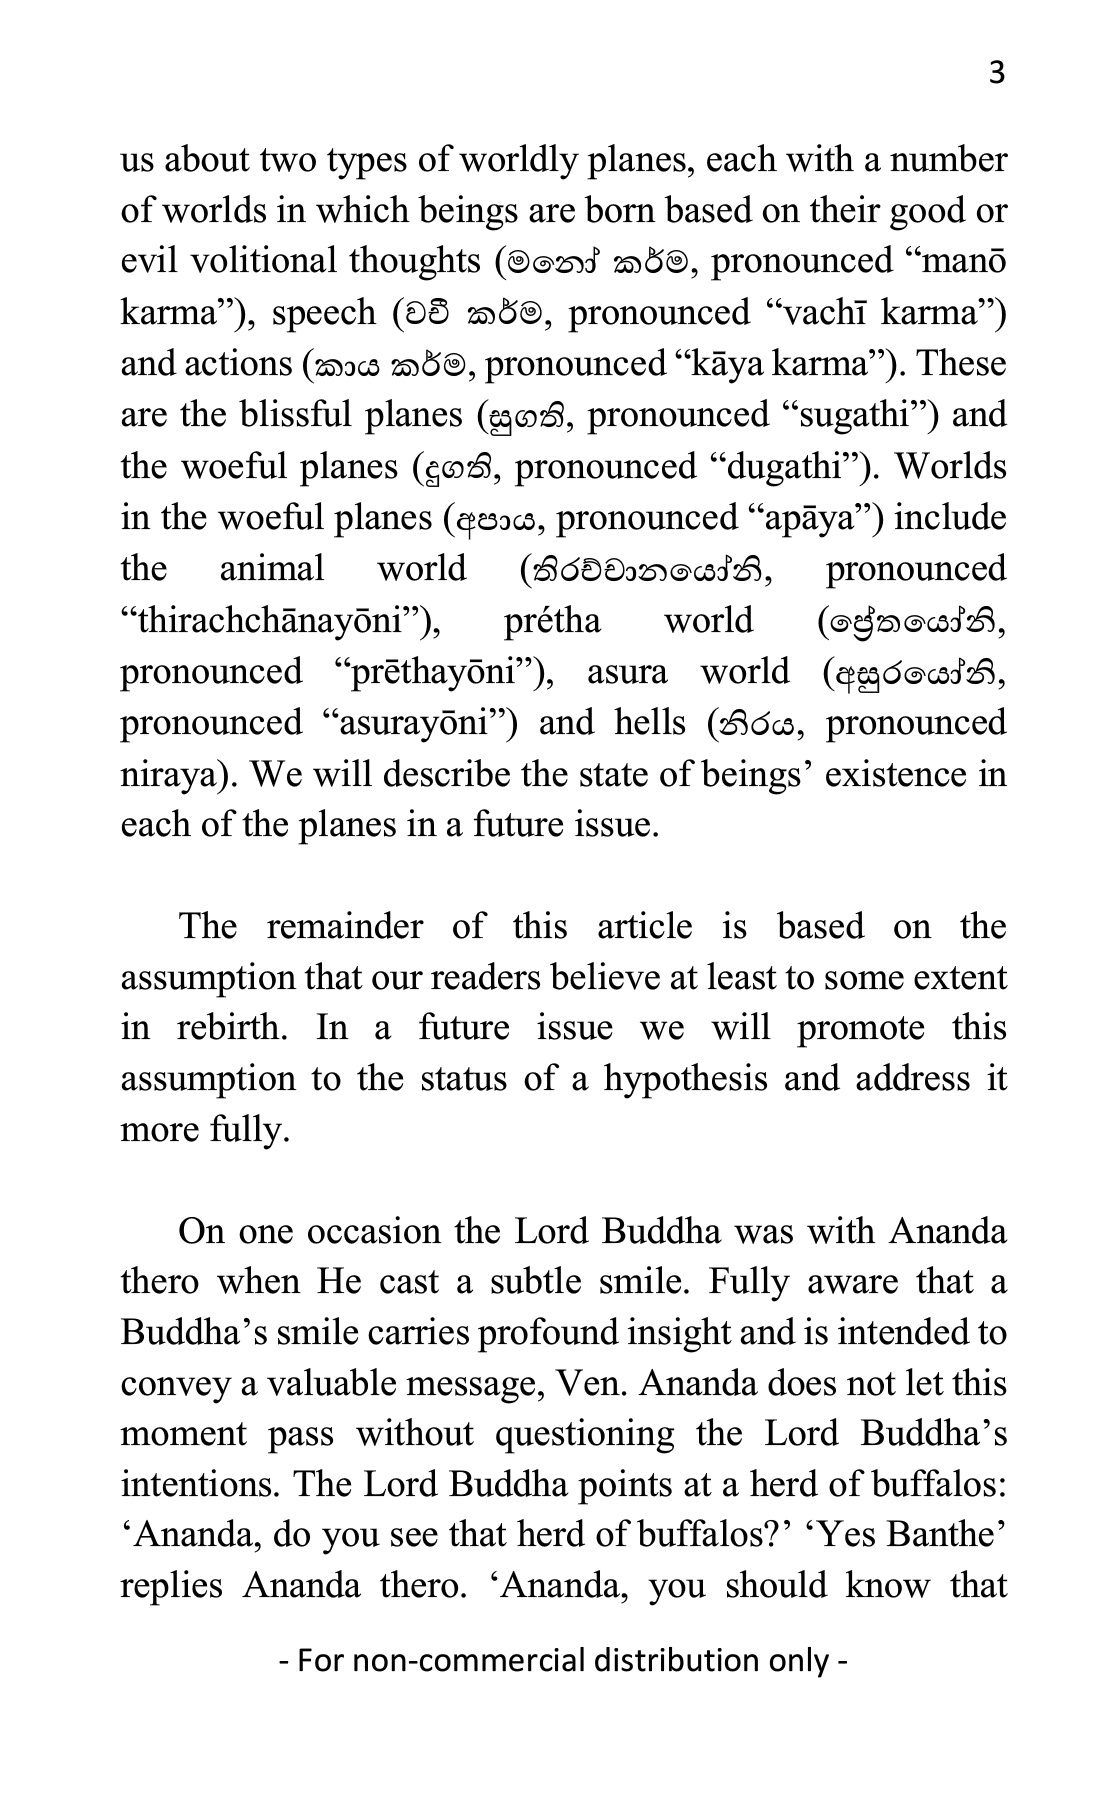 3
us about two types of worldly planes, each with a number
of worlds in which beings are born based on their good or
evil volitional thoughts (මනෝ කර්ම, pronounced “manō
karma”), speech (වචී කර්ම, pronounced “vachī karma”)
and actions (කාය කර්ම, pronounced “kāya karma”). These
are the blissful planes (සුගති, pronounced “sugathi”) and
the woeful planes (දුගති, pronounced “dugathi”). Worlds
in the woeful planes (අපාය, pronounced “apāya”) include
the animal world (තිරච්චානයෝනි, pronounced
“thirachchānayōni”), prétha world (ප්‍රේතයෝනි,
pronounced “prēthayōni”), asura world (අසුරයෝනි,
pronounced “asurayōni”) and hells (නිරය, pronounced
niraya). We will describe the state of beings’ existence in
each of the planes in a future issue.
The remainder of this article is based on the
assumption that our readers believe at least to some extent
in rebirth. In a future issue we will promote this
assumption to the status of a hypothesis and address it
more fully.
On one occasion the Lord Buddha was with Ananda
thero when He cast a subtle smile. Fully aware that a
Buddha’s smile carries profound insight and is intended to
convey a valuable message, Ven. Ananda does not let this
moment pass without questioning the Lord Buddha’s
intentions. The Lord Buddha points at a herd of buffalos:
‘Ananda, do you see that herd of buffalos?’ ‘Yes Banthe’
replies Ananda thero. ‘Ananda, you should know that
- For non-commercial distribution only -